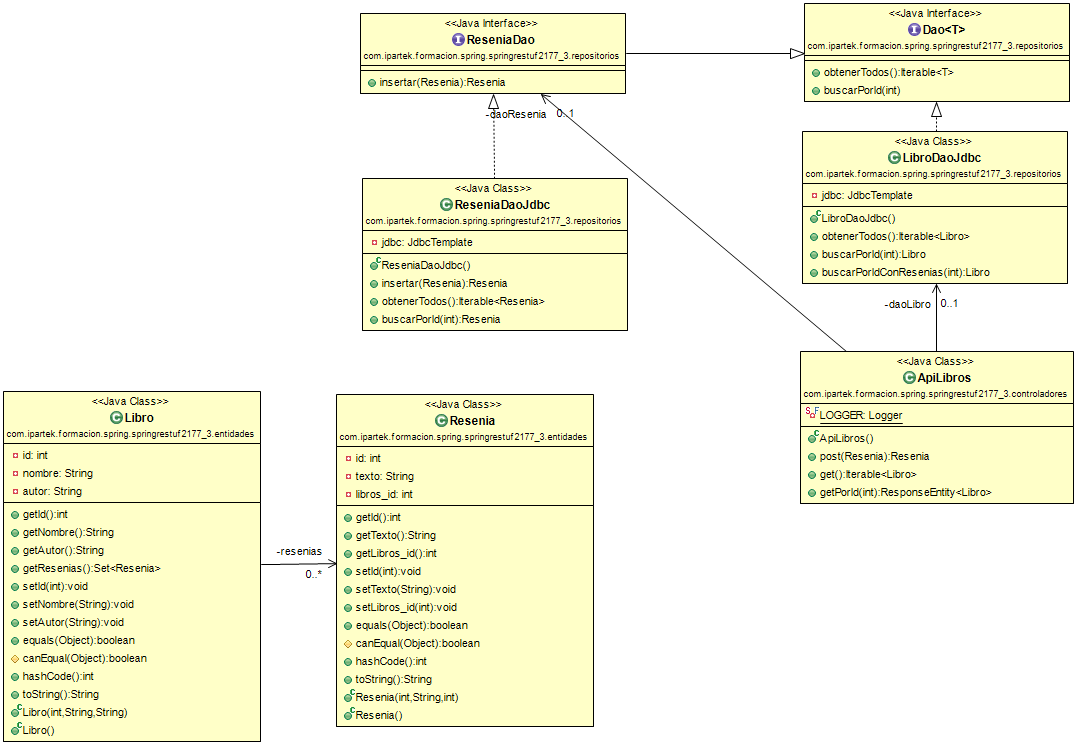 <<Java Interface>>
ReseniaDao
com.ipartek.formacion.spring.springrestuf2177_3.repositorios
insertar(Resenia):Resenia
<<Java Interface>>
Dao<T>
com.ipartek.formacion.spring.springrestuf2177_3.repositorios
obtenerTodos():Iterable<T>
buscarPorId(int)
-daoResenia 0..1
<<Java Class>>
ReseniaDaoJdbc
com.ipartek.formacion.spring.springrestuf2177_3.repositorios
jdbc: JdbcTemplate
ReseniaDaoJdbc()
insertar(Resenia):Resenia
obtenerTodos():Iterable<Resenia>
buscarPorId(int):Resenia
<<Java Class>>
LibroDaoJdbc
com.ipartek.formacion.spring.springrestuf2177_3.repositorios
jdbc: JdbcTemplate
LibroDaoJdbc()
obtenerTodos():Iterable<Libro>
buscarPorId(int):Libro
buscarPorIdConResenias(int):Libro
-daoLibro 0..1
<<Java Class>>
ApiLibros
com.ipartek.formacion.spring.springrestuf2177_3.controladores
LOGGER: Logger
ApiLibros()
post(Resenia):Resenia
get():Iterable<Libro>
getPorId(int):ResponseEntity<Libro>
<<Java Class>>
Libro
com.ipartek.formacion.spring.springrestuf2177_3.entidades
id: int
nombre: String
autor: String
getId():int
getNombre():String
getAutor():String
getResenias():Set<Resenia>
setId(int):void
setNombre(String):void
setAutor(String):void
equals(Object):boolean
canEqual(Object):boolean
hashCode():int
toString():String
Libro(int,String,String)
Libro()
-resenias
0..*
<<Java Class>>
Resenia
com.ipartek.formacion.spring.springrestuf2177_3.entidades
id: int
texto: String
libros_id: int
getId():int
getTexto():String
getLibros_id():int
setId(int):void
setTexto(String):void
setLibros_id(int):void
equals(Object):boolean
canEqual(Object):boolean
hashCode():int
toString():String
Resenia(int,String,int)
Resenia()